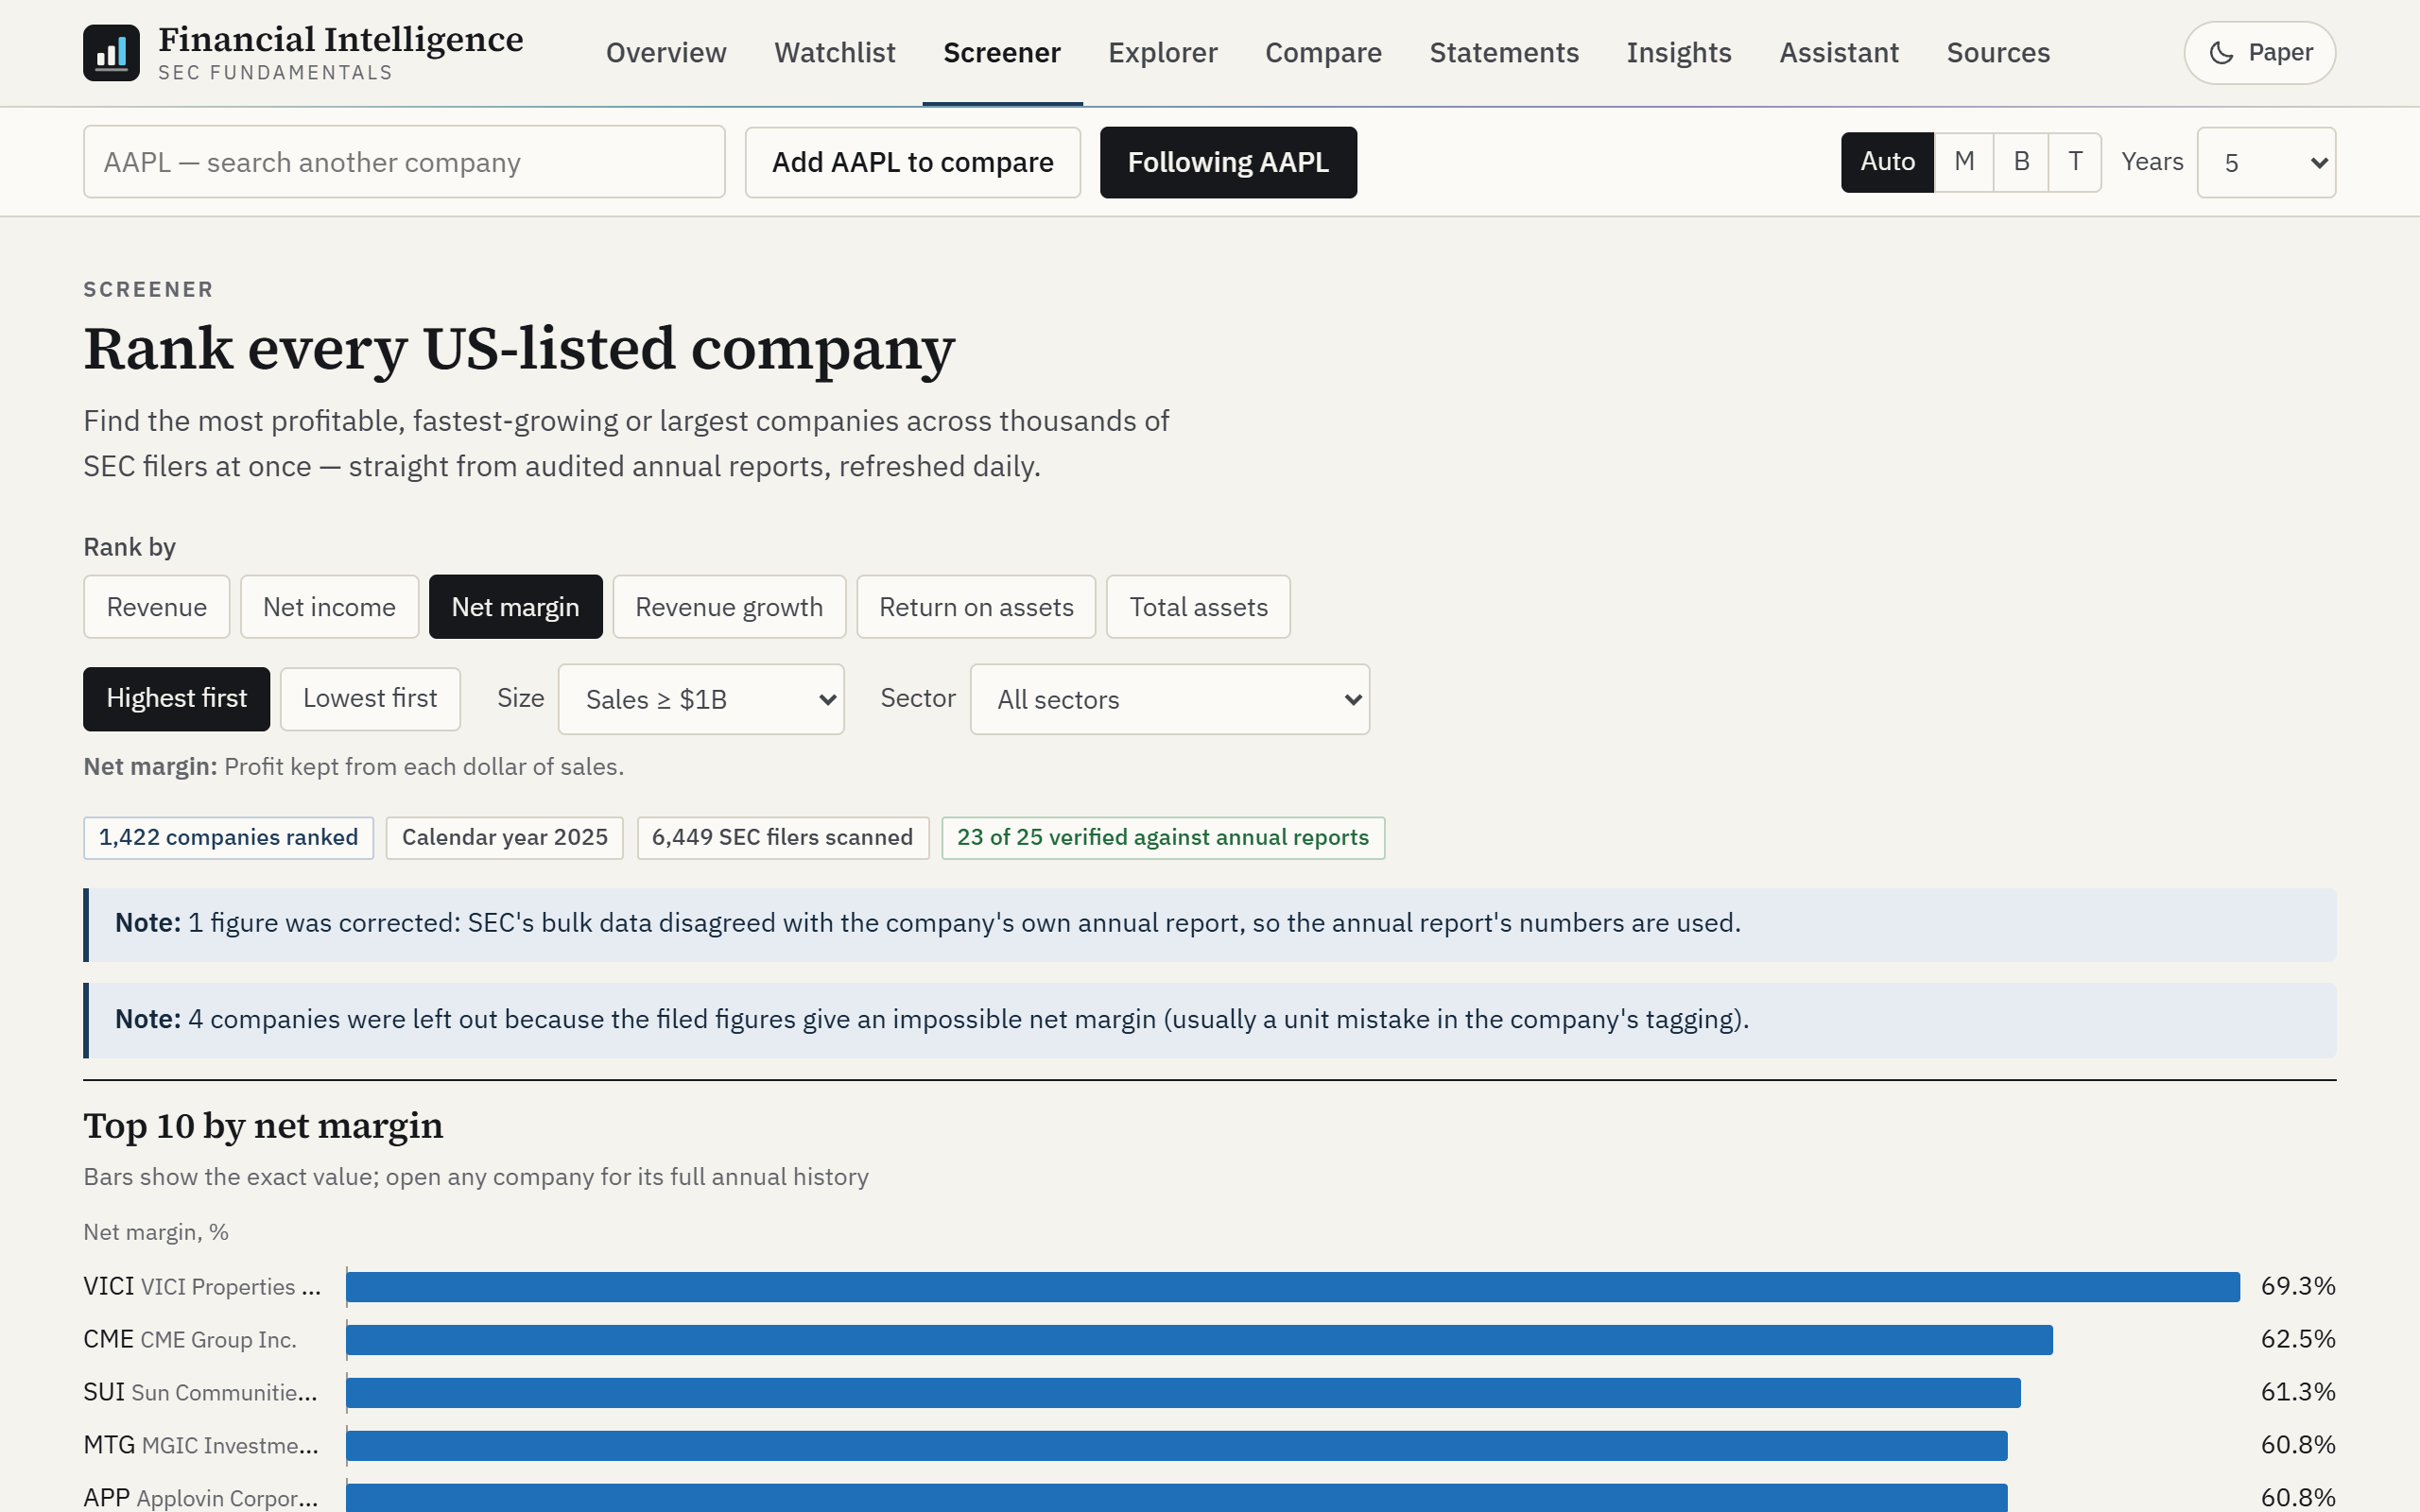 Financial Intelligence
SEC FUNDAMENTALS
Overview Watchlist Screener Explorer Compare Statements Insights Assistant Sources Paper
AAPL — search another company Add AAPL to compare Following AAPL Auto M B T Years 5
SCREENER
Rank every US-listed company
Find the most profitable, fastest-growing or largest companies across thousands of
SEC filers at once — straight from audited annual reports, refreshed daily.
Rank by
Revenue Net income Net margin Revenue growth Return on assets Total assets
Highest first Lowest first Size Sales ≥ $1B Sector All sectors
Net margin: Profit kept from each dollar of sales.
1,422 companies ranked Calendar year 2025 6,449 SEC filers scanned 23 of 25 verified against annual reports
Note: 1 figure was corrected: SEC's bulk data disagreed with the company's own annual report, so the annual report's numbers are used.
Note: 4 companies were left out because the filed figures give an impossible net margin (usually a unit mistake in the company's tagging).
Top 10 by net margin
Bars show the exact value; open any company for its full annual history
Net margin, %
VICI VICI Properties ... 69.3%
CME CME Group Inc. 62.5%
SUI Sun Communitie... 61.3%
MTG MGIC Investme... 60.8%
APP Applovin Corpor... 60.8%